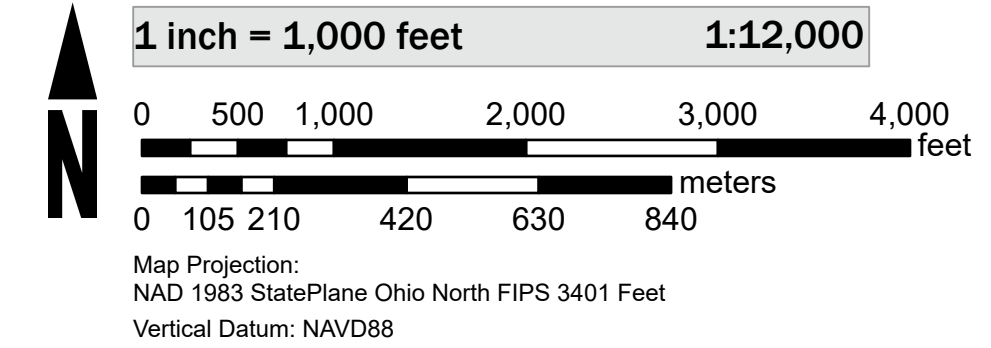 N
1 inch = 1,000 feet 1:12,000
0 500 1,000 2,000 3,000 4,000
feet
meters
0 105 210 420 630 840
Map Projection:
NAD 1983 StatePlane Ohio North FIPS 3401 Feet
Vertical Datum: NAVD88